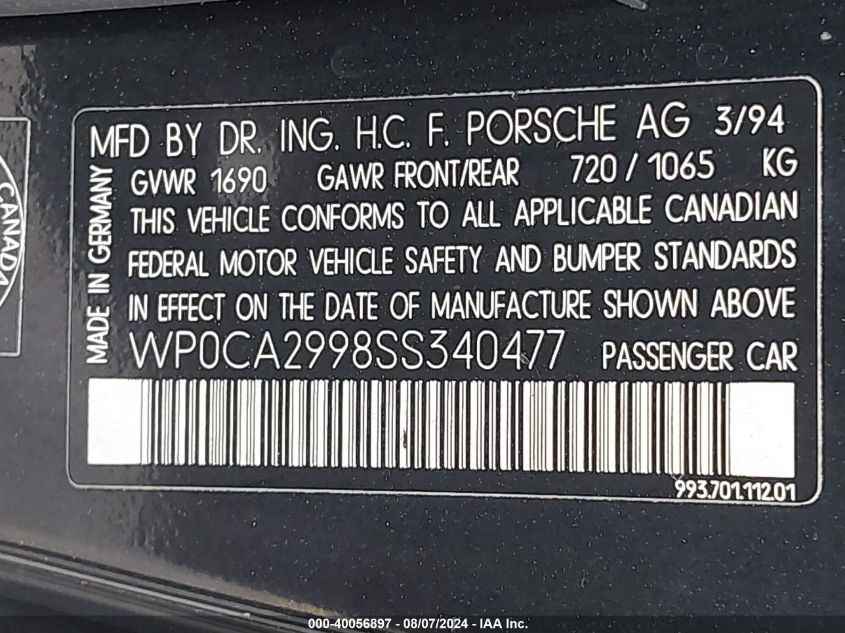 MFD BY DR. ING. H.C. F. PORSCHE AG 3/94
GVWR 1690 GAWR FRONT/REAR 720 / 1065 KG
THIS VEHICLE CONFORMS TO ALL APPLICABLE CANADIAN
FEDERAL MOTOR VEHICLE SAFETY AND BUMPER STANDARDS
IN EFFECT ON THE DATE OF MANUFACTURE SHOWN ABOVE
WP0CA2998SS340477 PASSENGER CAR
993.701.112.01
MADE IN GERMANY
CANADA
000-40056897 - 08/07/2024 - IAA Inc.